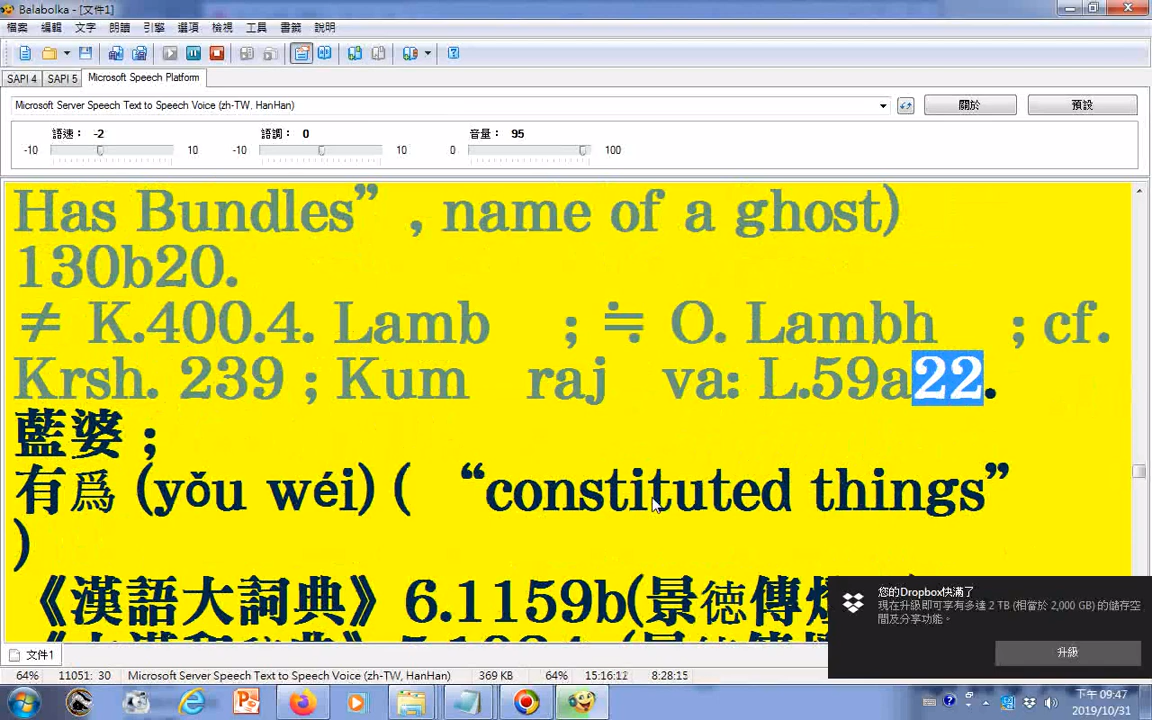 Balabolka - [文件1]
檔案 編輯 文字 朗讀 引擎 選項 檢視 工具 書籤 說明
SAPI 4 SAPI 5 Microsoft Speech Platform
Microsoft Server Speech Text to Speech Voice (zh-TW, HanHan) 關於 預設
語速： -2 語調： 0 音量： 95
-10 10 -10 10 0 100
Has Bundles” , name of a ghost)
130b20.
≠ K.400.4. Lamb ; ≒ O. Lambh ; cf.
Krsh. 239 ; Kum raj va: L.59a22.
藍婆 ;
有爲 (yǒu wéi) ( “constituted things”
)
《漢語大詞典》 6.1159b(景德傳燈
您的Dropbox快滿了
現在升級即可享有多達 2 TB (相當於 2,000 GB) 的儲存空
間及分享功能。
升級
文件1
64% 11051: 30 Microsoft Server Speech Text to Speech Voice (zh-TW, HanHan) 369 KB 64% 15:16:12 8:28:15
下午 09:47
2019/10/31